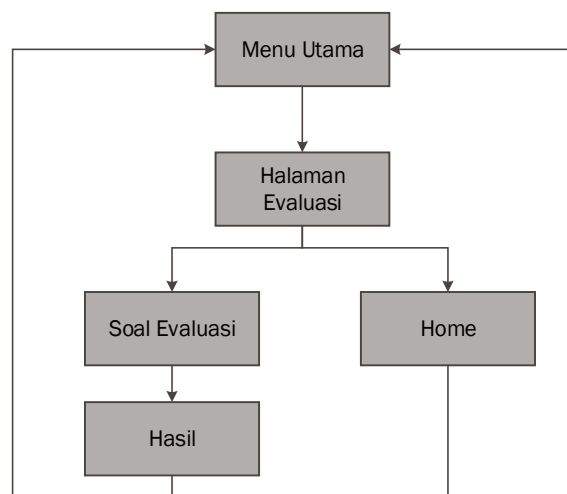 Menu Utama
Halaman
Evaluasi
Soal Evaluasi
Home
Hasil